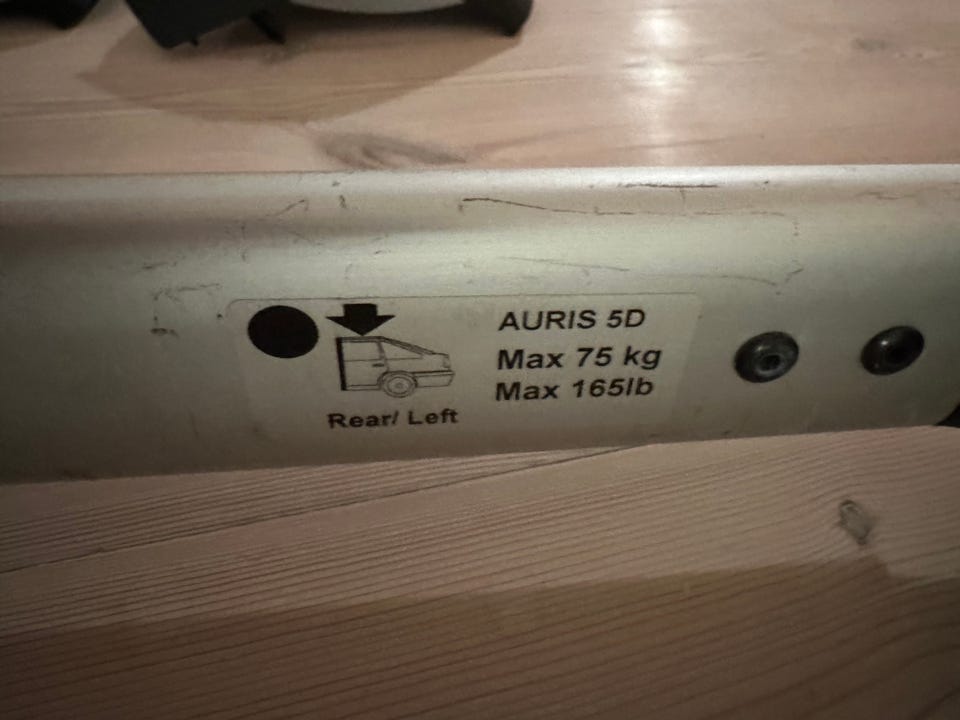 AURIS 5D
Max 75 kg
Max 165lb
Rear/ Left